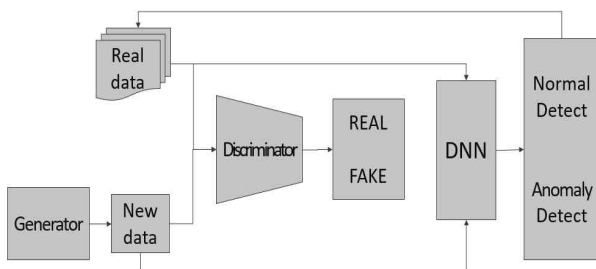 Real
data
Discriminator
REAL
FAKE
DNN
Normal
Detect
Anomaly
Detect
Generator
New
data